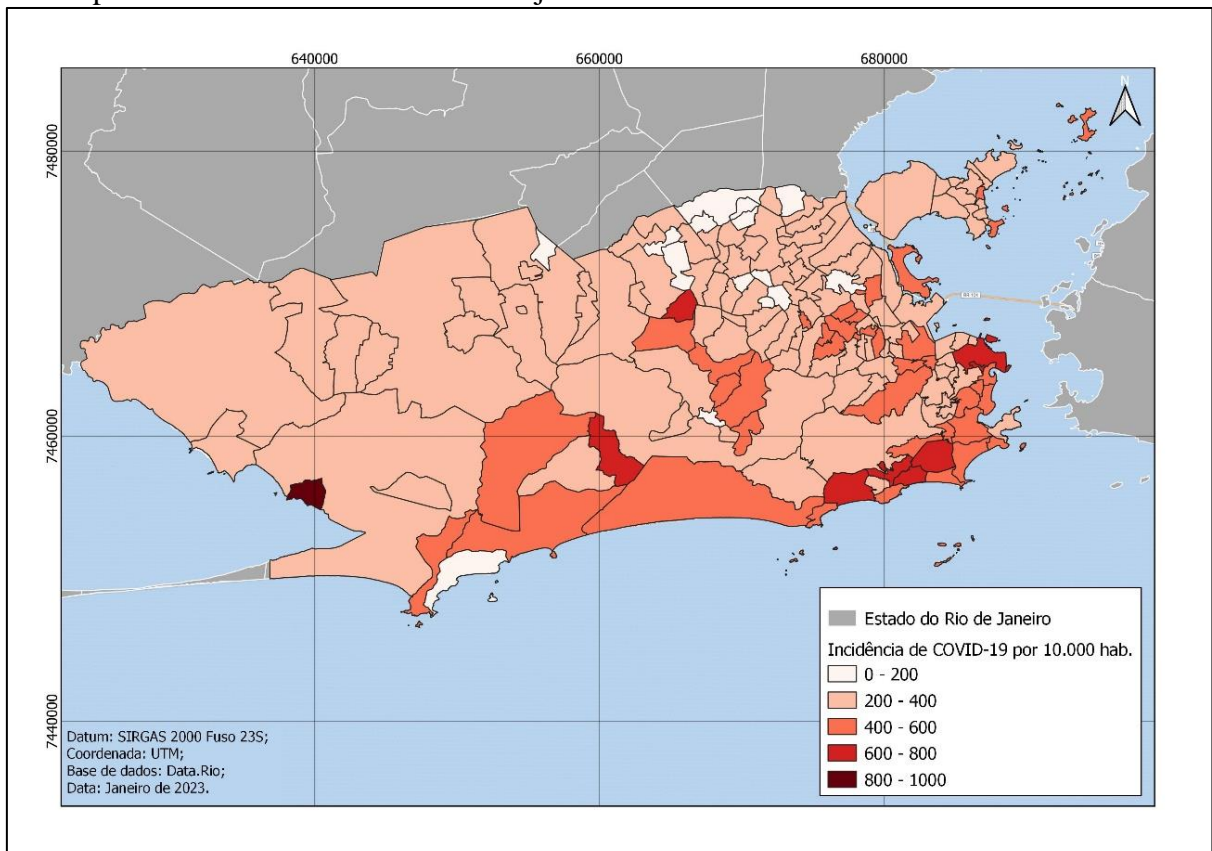 640000
660000
680000
N
7480000
7460000
7440000
Estado do Rio de Janeiro
Incidência de COVID-19 por 10.000 hab.
0 - 200
200 - 400
400 - 600
600 - 800
800 - 1000
Datum: SIRGAS 2000 Fuso 23S;
Coordenada: UTM;
Base de dados: Data.Rio;
Data: Janeiro de 2023.